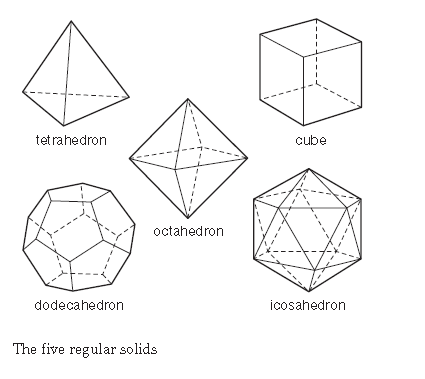 tetrahedron
cube
octahedron
dodecahedron
icosahedron
The five regular solids